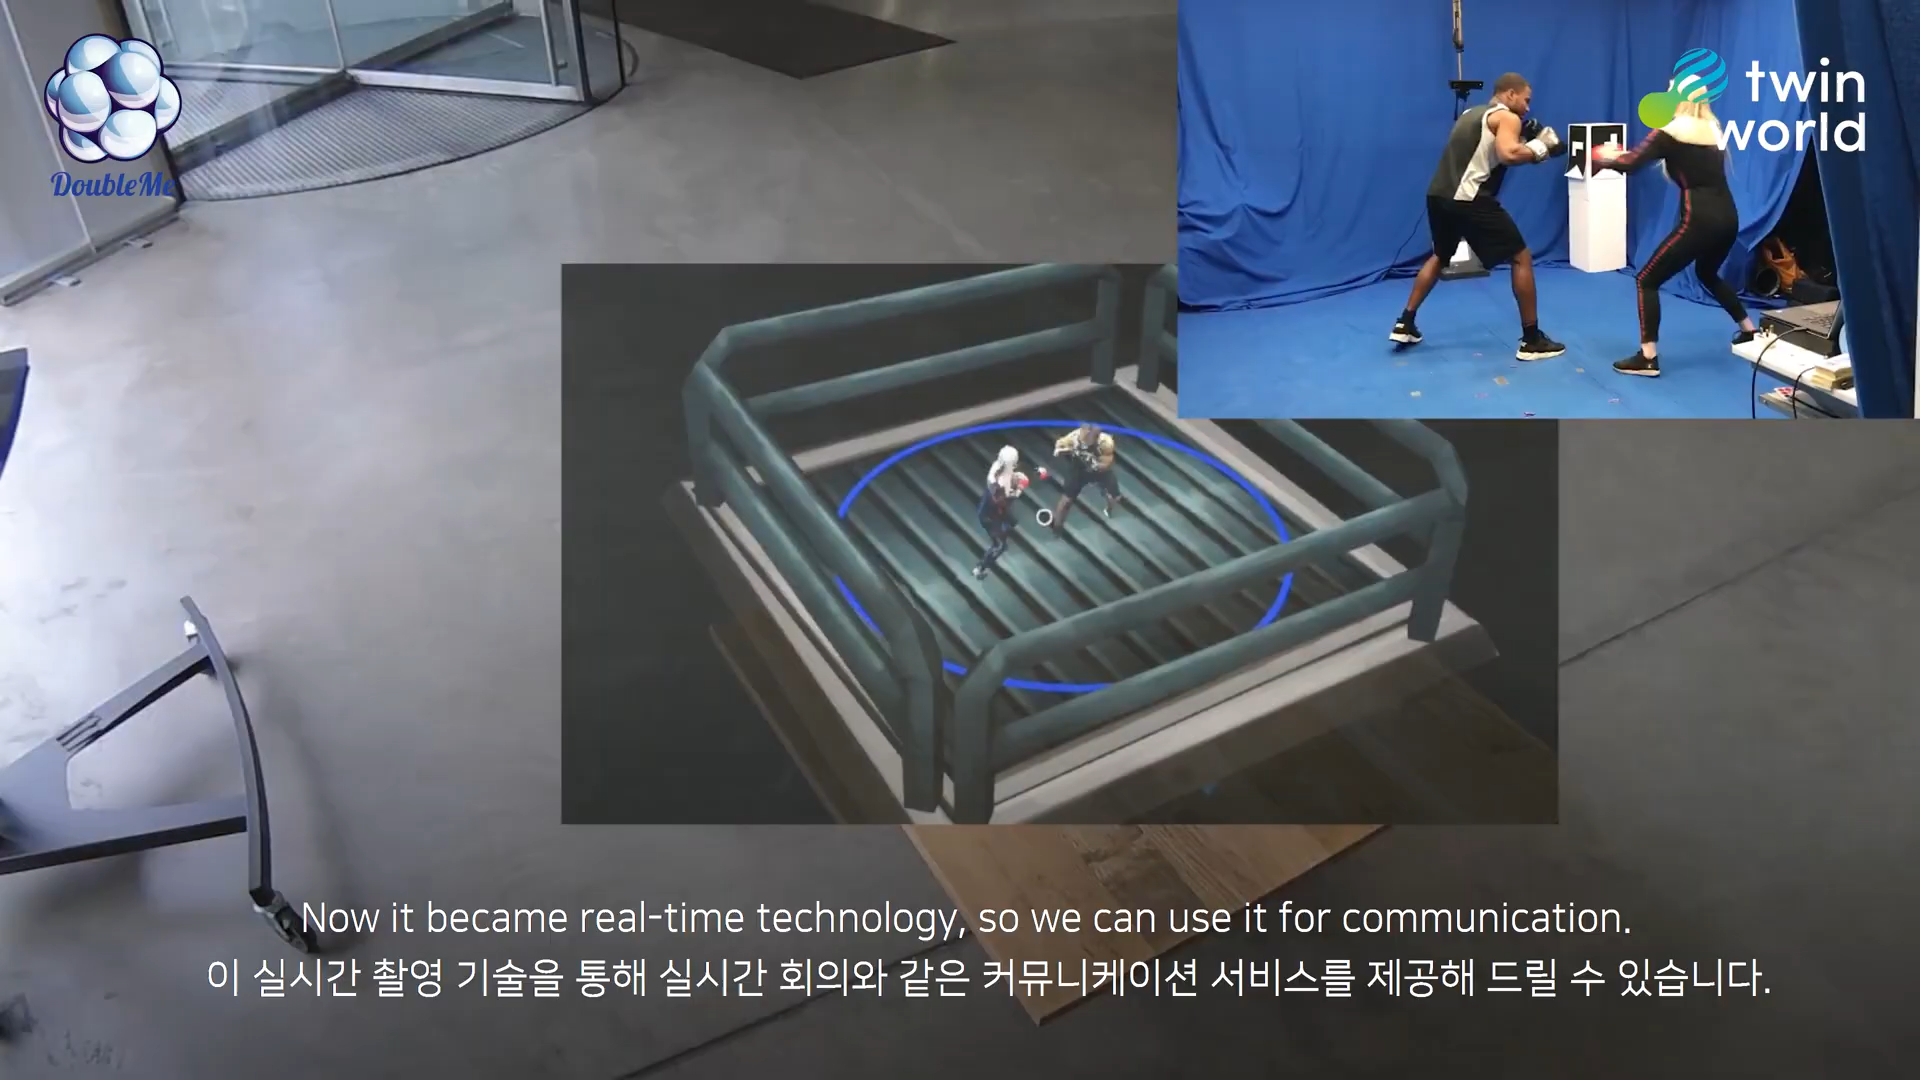 DoubleMe
twin
world
Now it became real-time technology, so we can use it for communication.
이 실시간 촬영 기술을 통해 실시간 회의와 같은 커뮤니케이션 서비스를 제공해 드릴 수 있습니다.